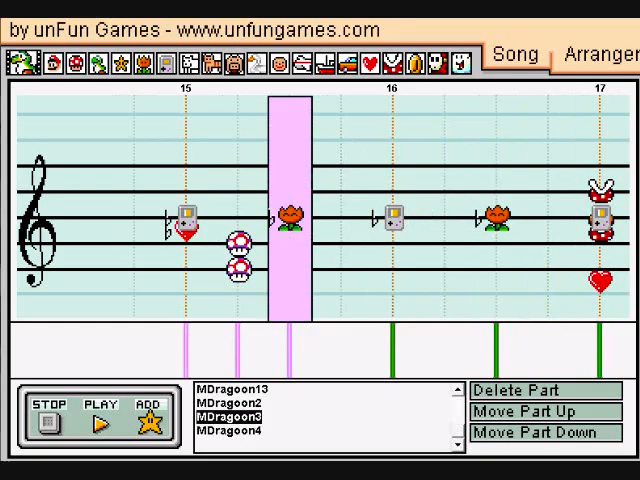 by unFun Games - www.unfungames.com
Song
Arranger
15
16
17
STOP
PLAY
ADD
MDragoon13
MDragoon2
MDragoon3
MDragoon4
Delete Part
Move Part Up
Move Part Down